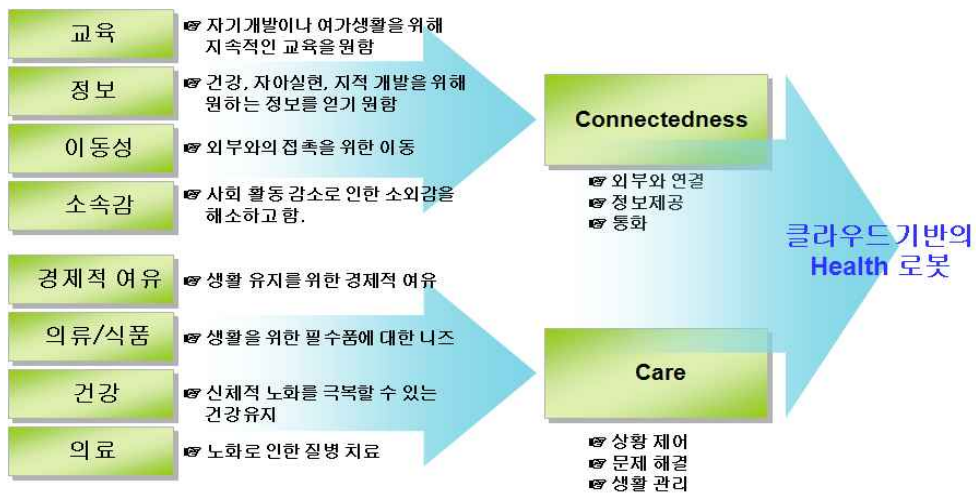 교육
☞ 자기개발이나 여가생활을 위해
지속적인 교육을 원함
정보
☞ 건강, 자아실현, 지적 개발을 위해
원하는 정보를 얻기 원함
이동성
☞ 외부와의 접촉을 위한 이동
소속감
☞ 사회 활동 감소로 인한 소외감을
해소하고 함.
Connectedness
☞ 외부와 연결
☞ 정보제공
☞ 통화
경제적 여유
☞ 생활 유지를 위한 경제적 여유
의류/식품
☞ 생활을 위한 필수품에 대한 니즈
건강
☞ 신체적 노화를 극복할 수 있는
건강유지
의료
☞ 노화로 인한 질병 치료
Care
☞ 상황 제어
☞ 문제 해결
☞ 생활 관리
클라우드 기반의
Health 로봇